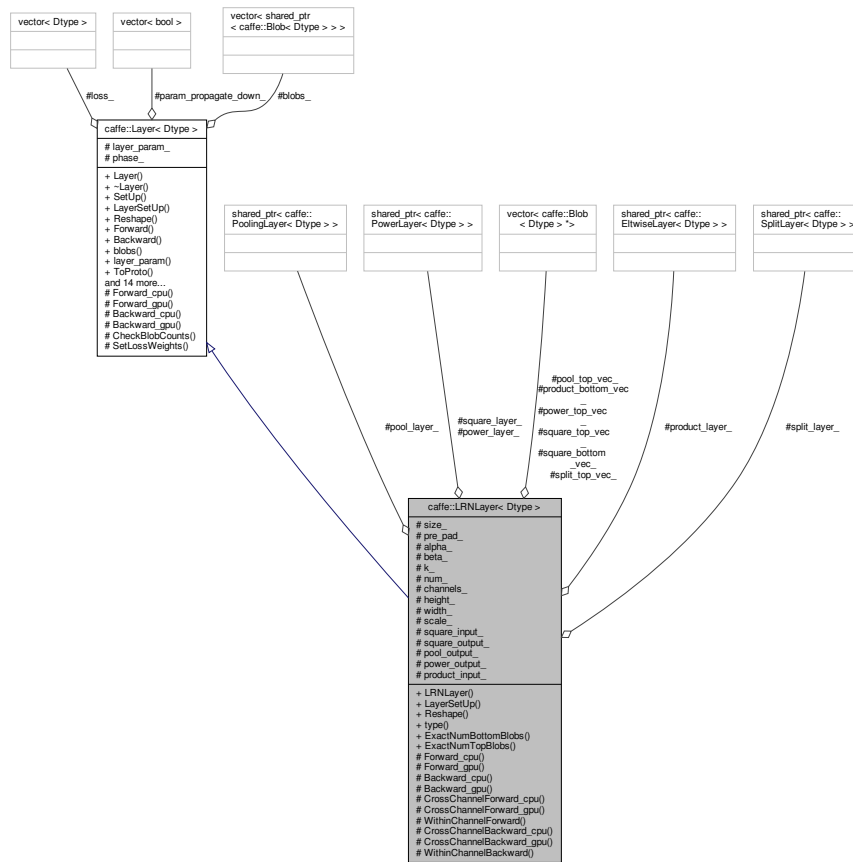 vector< Dtype >
vector< bool >
vector< shared_ptr
< caffe::Blob< Dtype > > >
#loss_
#param_propagate_down_
#blobs_
caffe::Layer< Dtype >
# layer_param_
# phase_
+ Layer()
+ ~Layer()
+ SetUp()
+ LayerSetUp()
+ Reshape()
+ Forward()
+ Backward()
+ blobs()
+ layer_param()
+ ToProto()
and 14 more...
# Forward_cpu()
# Forward_gpu()
# Backward_cpu()
# Backward_gpu()
# CheckBlobCounts()
# SetLossWeights()
shared_ptr< caffe::
PoolingLayer< Dtype > >
shared_ptr< caffe::
PowerLayer< Dtype > >
vector< caffe::Blob
< Dtype > *>
shared_ptr< caffe::
EltwiseLayer< Dtype > >
shared_ptr< caffe::
SplitLayer< Dtype > >
#pool_layer_
#square_layer_
#power_layer_
#pool_top_vec_
#product_bottom_vec
_
#power_top_vec
_
#square_top_vec
_
#square_bottom
_vec_
#split_top_vec_
#product_layer_
#split_layer_
caffe::LRNLayer< Dtype >
# size_
# pre_pad_
# alpha_
# beta_
# k_
# num_
# channels_
# height_
# width_
# scale_
# square_input_
# square_output_
# pool_output_
# power_output_
# product_input_
+ LRNLayer()
+ LayerSetUp()
+ Reshape()
+ type()
+ ExactNumBottomBlobs()
+ ExactNumTopBlobs()
# Forward_cpu()
# Forward_gpu()
# Backward_cpu()
# Backward_gpu()
# CrossChannelForward_cpu()
# CrossChannelForward_gpu()
# WithinChannelForward()
# CrossChannelBackward_cpu()
# CrossChannelBackward_gpu()
# WithinChannelBackward()